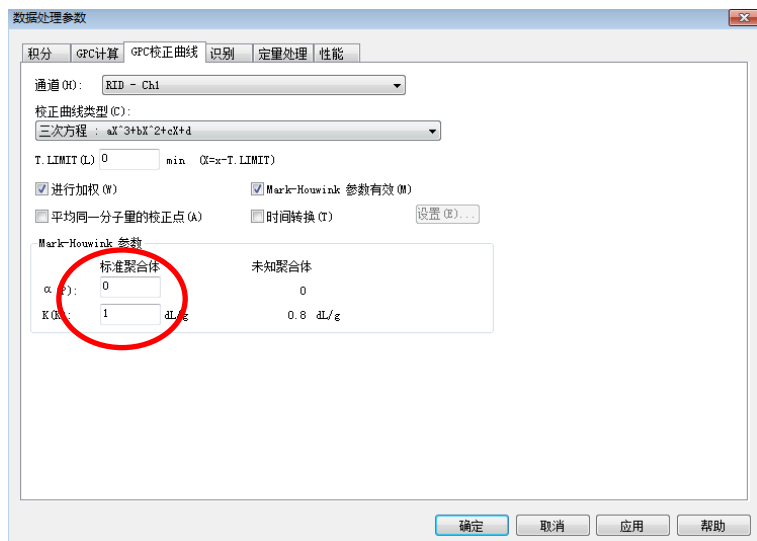 数据处理参数
积分 GPC计算 GPC校正曲线 识别 定量处理 性能
通道(H): RID - Ch1
校正曲线类型(C):
三次方程 : aX^3+bX^2+cX+d
T.LIMIT(L) 0 min (X=x-T.LIMIT)
进行加权(W) Mark-Houwink 参数有效(M)
平均同一分子量的校正点(A) 时间转换(T) 设置(E)...
Mark-Houwink 参数
标准聚合体 未知聚合体
α(P): 0 0
K(K): 1 dL/g 0.8 dL/g
确定 取消 应用 帮助